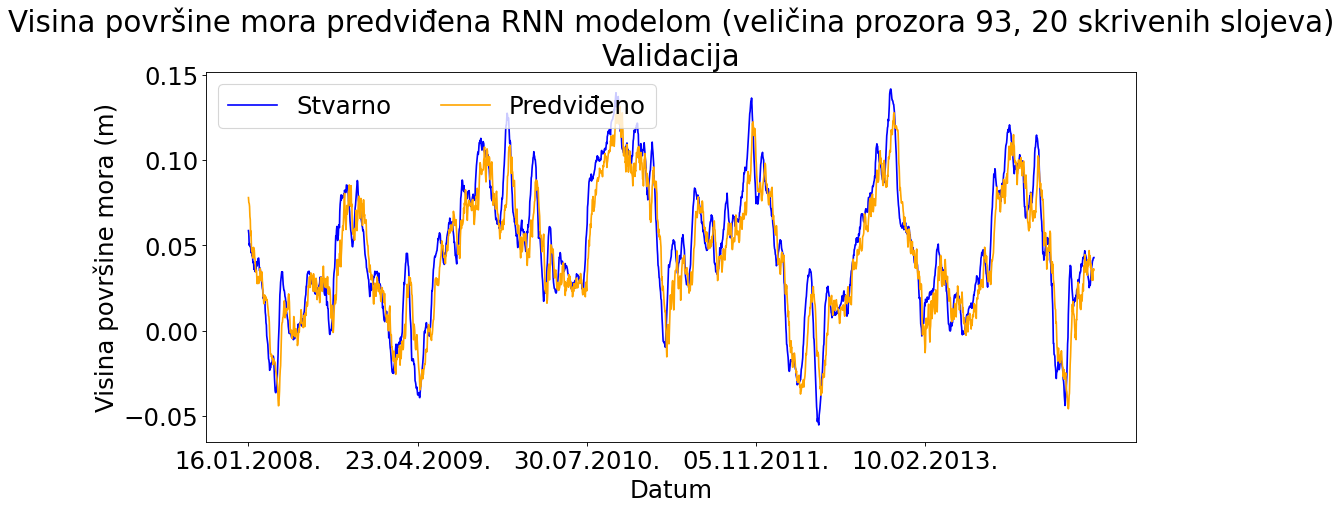 Visina površine mora predviđena RNN modelom (veličina prozora 93, 20 skrivenih slojeva)
Validacija
Stvarno
Predviđeno
Visina površine mora (m)
0.15
0.10
0.05
0.00
−0.05
16.01.2008.
23.04.2009.
30.07.2010.
05.11.2011.
10.02.2013.
Datum